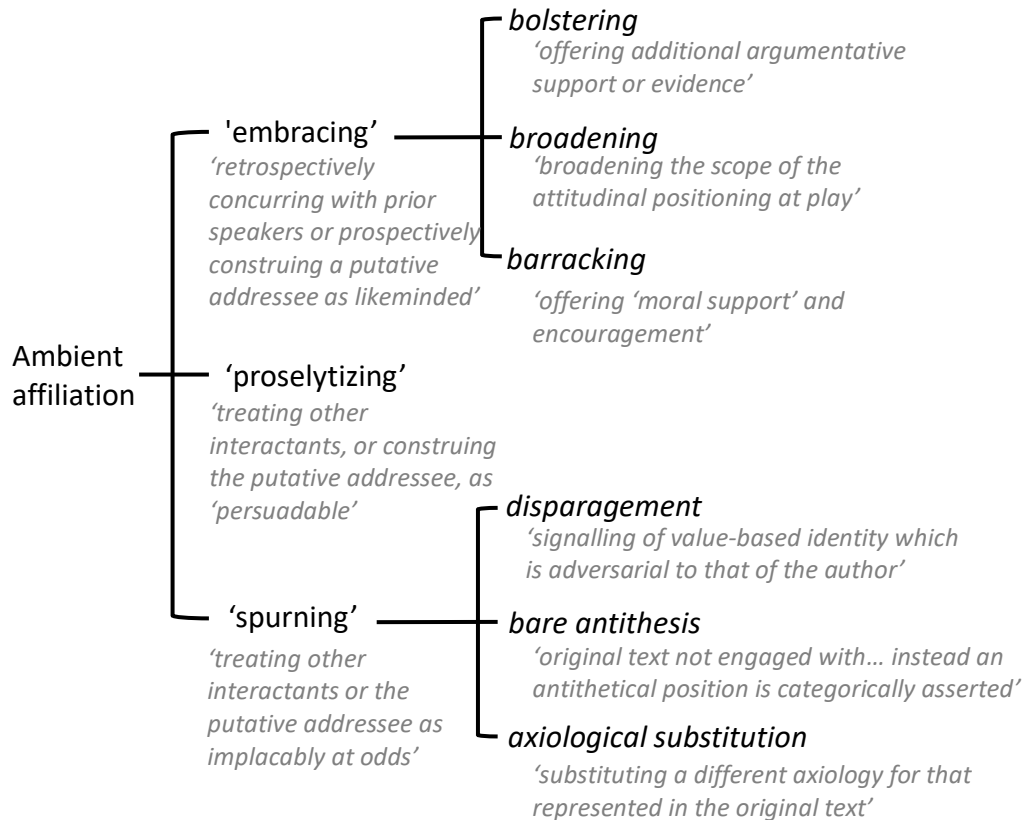 Ambient
affiliation
'embracing’
‘retrospectively
concurring with prior
speakers or prospectively
construing a putative
addressee as likeminded’
bolstering
‘offering additional argumentative
support or evidence’
broadening
‘broadening the scope of the
attitudinal positioning at play’
barracking
‘offering ‘moral support’ and
encouragement’
‘proselytizing’
‘treating other
interactants, or construing
the putative addressee, as
‘persuadable’
‘spurning’
‘treating other
interactants or the
putative addressee as
implacably at odds’
disparagement
‘signalling of value-based identity which
is adversarial to that of the author’
bare antithesis
‘original text not engaged with… instead an
antithetical position is categorically asserted’
axiological substitution
‘substituting a different axiology for that
represented in the original text’